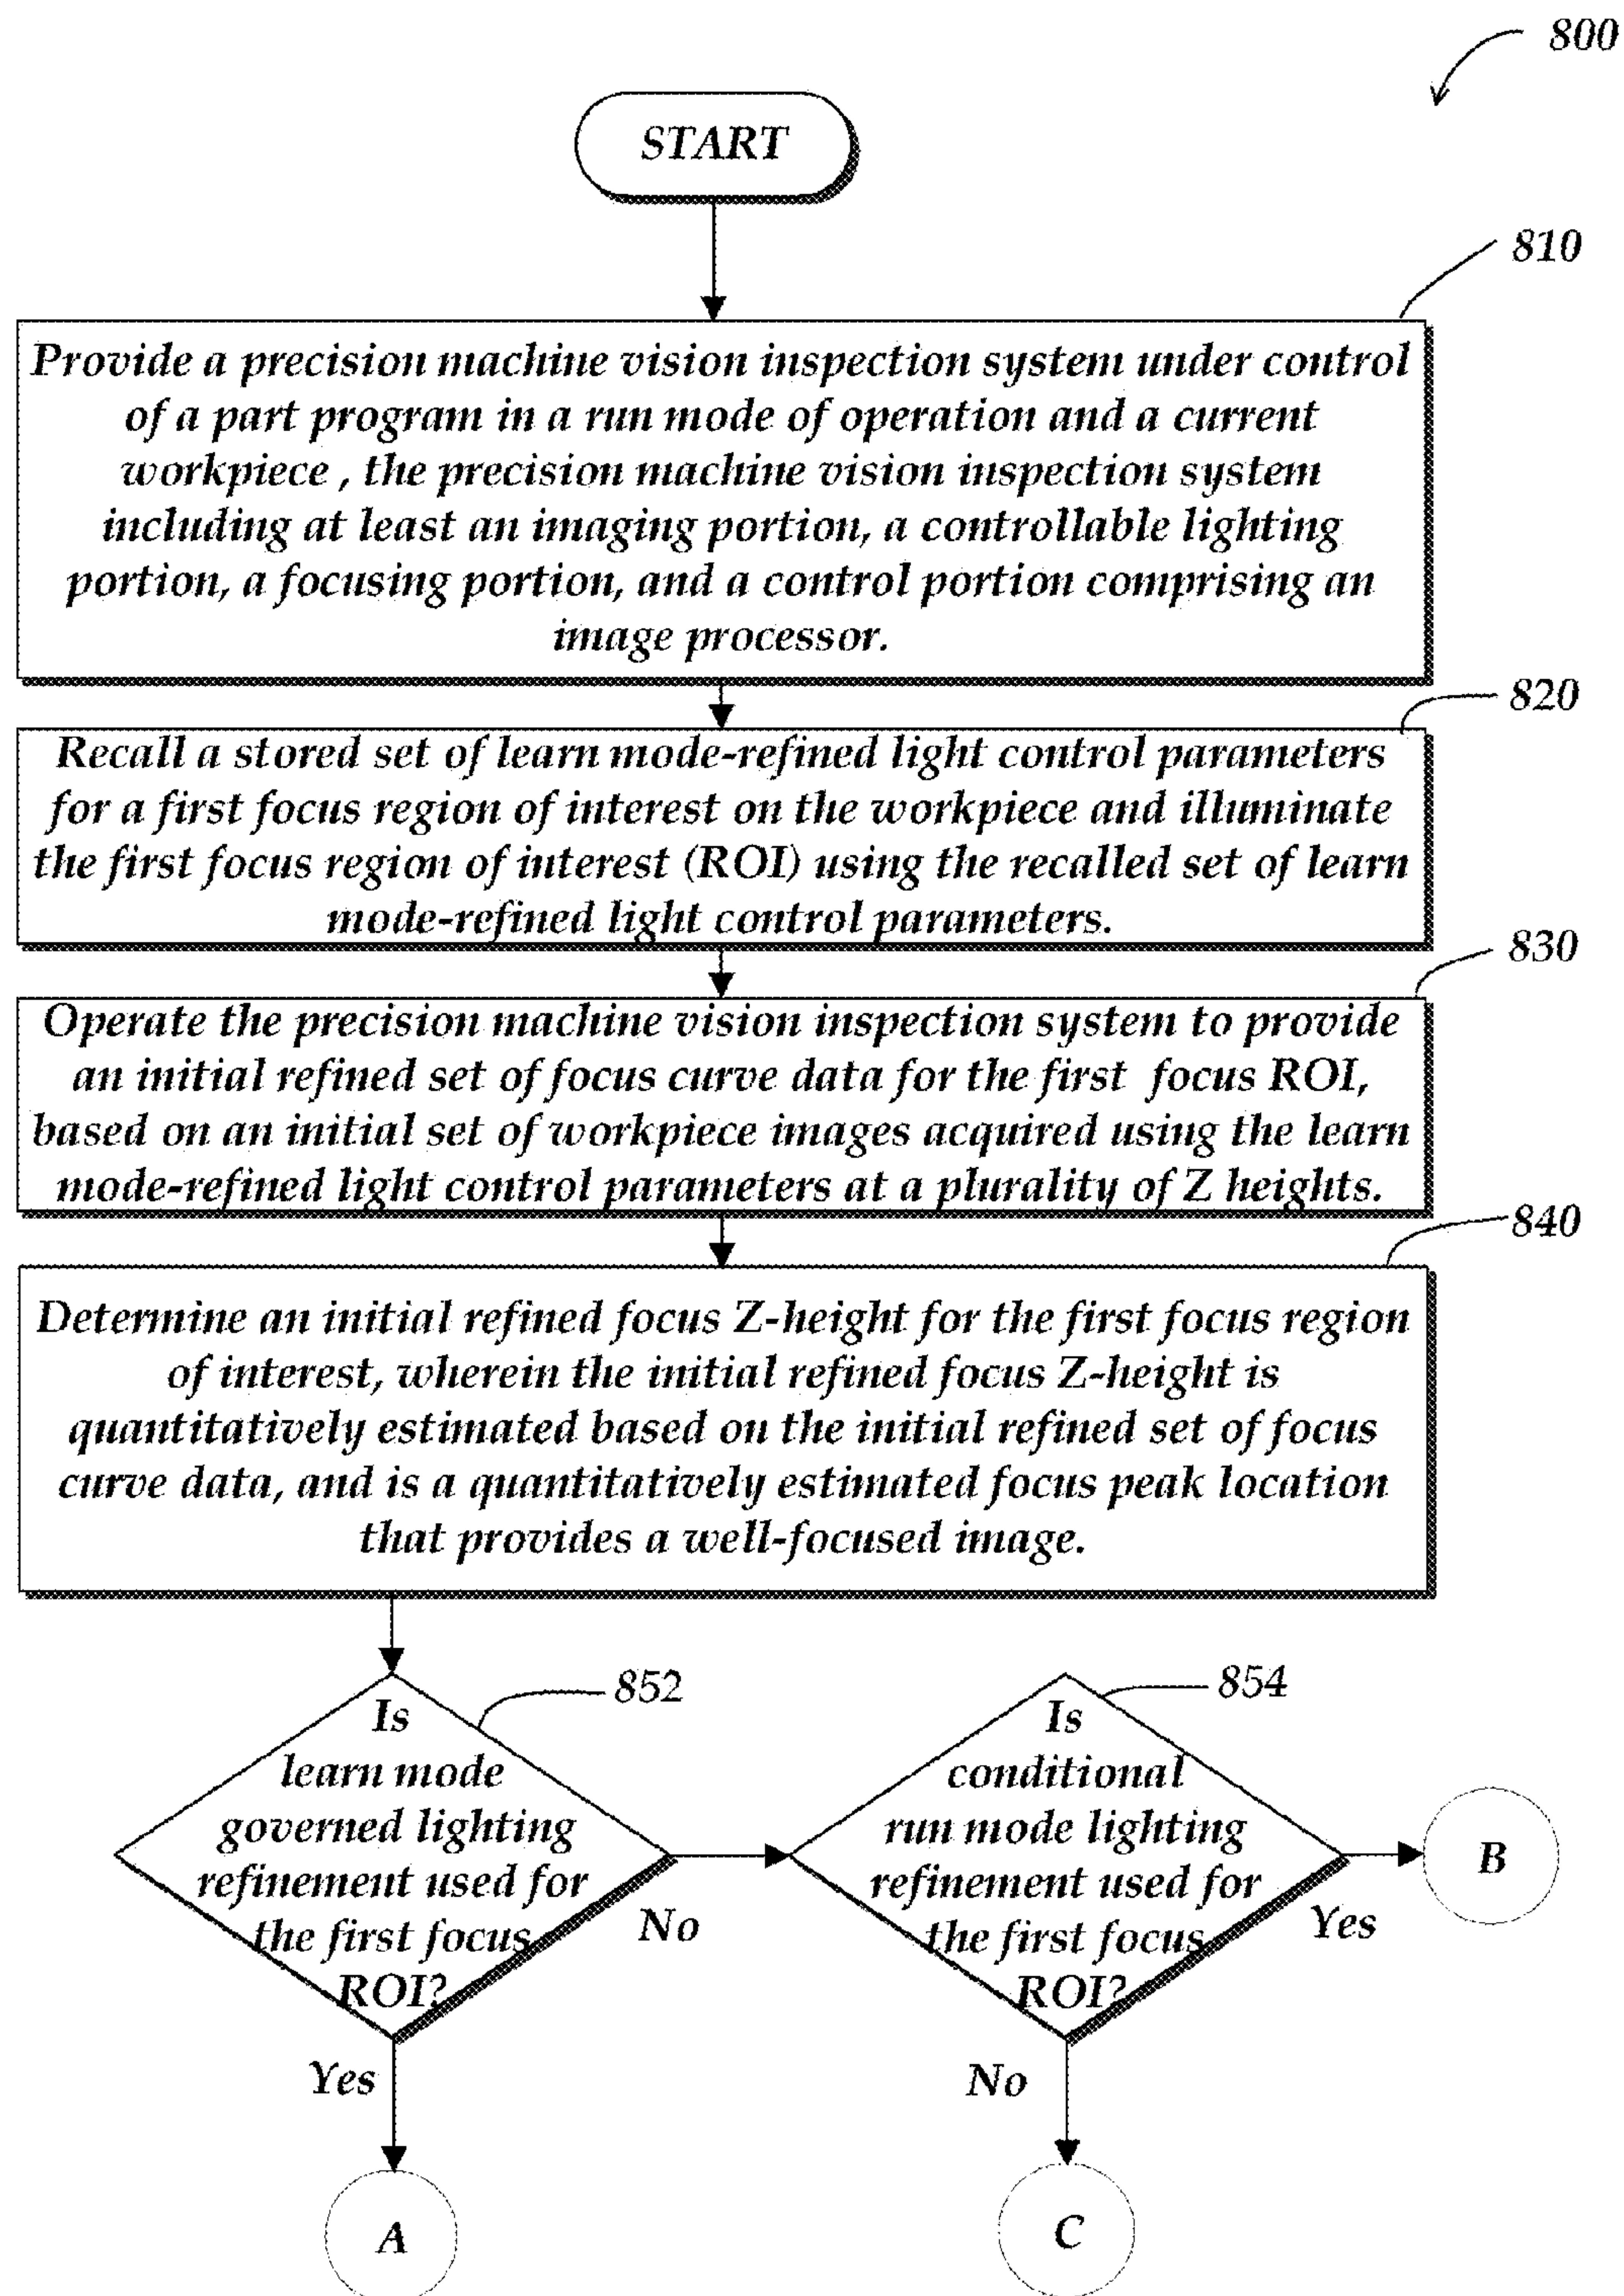 800
START
810
Provide a precision machine vision inspection system under control
of a part program in a run mode of operation and a current
workpiece , the precision machine vision inspection system
including at least an imaging portion, a controllable lighting
portion, a focusing portion, and a control portion comprising an
image processor.
820
Recall a stored set of learn mode-refined light control parameters
for a first focus region of interest on the workpiece and illuminate
the first focus region of interest (ROI) using the recalled set of learn
mode-refined light control parameters.
830
Operate the precision machine vision inspection system to provide
an initial refined set of focus curve data for the first focus ROI,
based on an initial set of workpiece images acquired using the learn
mode-refined light control parameters at a plurality of Z heights.
840
Determine an initial refined focus Z-height for the first focus region
of interest, wherein the initial refined focus Z-height is
quantitatively estimated based on the initial refined set of focus
curve data, and is a quantitatively estimated focus peak location
that provides a well-focused image.
852
Is
learn mode
governed lighting
refinement used for
the first focus
ROI?
No
Yes
A
854
Is
conditional
run mode lighting
refinement used for
the first focus
ROI?
Yes
B
No
C